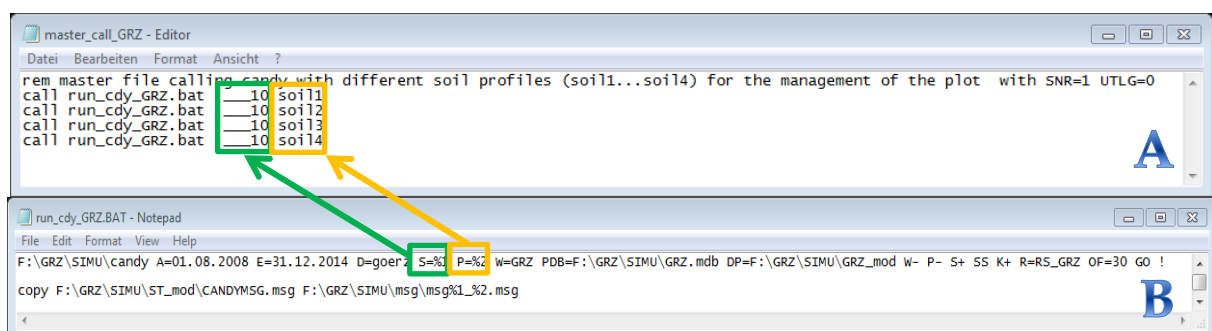 master_call_GRZ - Editor
Datei Bearbeiten Format Ansicht ?
rem master file calling candy with different soil profiles (soil1...soil4) for the management of the plot with SNR=1 UTLG=0
call run_cdy_GRZ.bat ___10 soil1
call run_cdy_GRZ.bat ___10 soil2
call run_cdy_GRZ.bat ___10 soil3
call run_cdy_GRZ.bat ___10 soil4
A
run_cdy_GRZ.BAT - Notepad
File Edit Format View Help
F:\GRZ\SIMU\candy A=01.08.2008 E=31.12.2014 D=goerz S=%1 P=%2 W=GRZ PDB=F:\GRZ\SIMU\GRZ.mdb DP=F:\GRZ\SIMU\GRZ_mod W- P- S+ SS K+ R=RS_GRZ OF=30 GO !
copy F:\GRZ\SIMU\ST_mod\CANDYMSG.msg F:\GRZ\SIMU\msg\msg%1_%2.msg
B